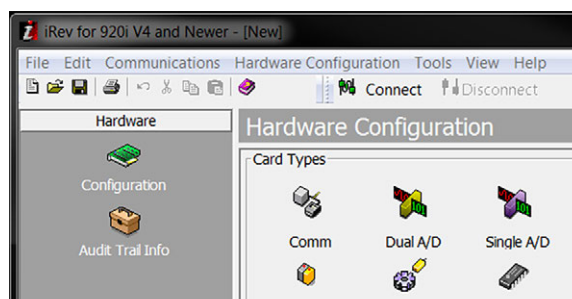 iRev for 920i V4 and Newer - [New]
File Edit Communications Hardware Configuration Tools View Help
Connect Disconnect
Hardware
Hardware Configuration
Configuration
Audit Trail Info
Card Types
Comm Dual A/D Single A/D